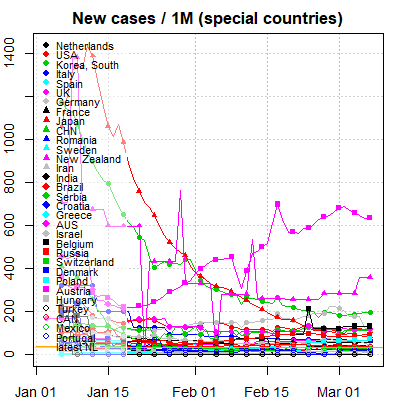 New cases / 1M (special countries)
1400
1200
1000
800
600
400
200
0
Netherlands
USA
Korea, South
Italy
Spain
UK
Germany
France
Japan
CHN
Romania
Sweden
New Zealand
Iran
India
Brazil
Serbia
Croatia
Greece
AUS
Israel
Belgium
Russia
Switzerland
Denmark
Poland
Austria
Hungary
Turkey
CAN
Mexico
Portugal
latest NL
Jan 01
Jan 15
Feb 01
Feb 15
Mar 01